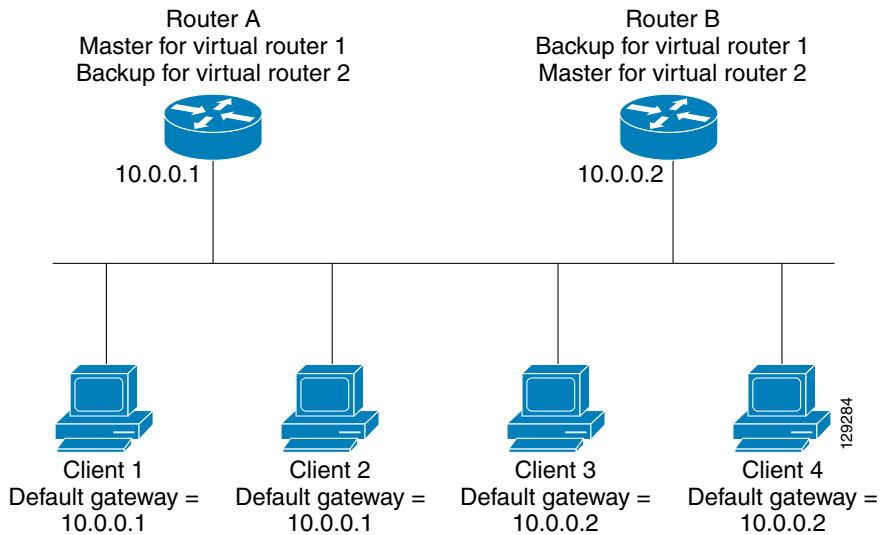 Router A
Master for virtual router 1
Backup for virtual router 2
Router B
Backup for virtual router 1
Master for virtual router 2
10.0.0.1
10.0.0.2
Client 1
Default gateway =
10.0.0.1
Client 2
Default gateway =
10.0.0.1
Client 3
Default gateway =
10.0.0.2
Client 4
Default gateway =
10.0.0.2
129284